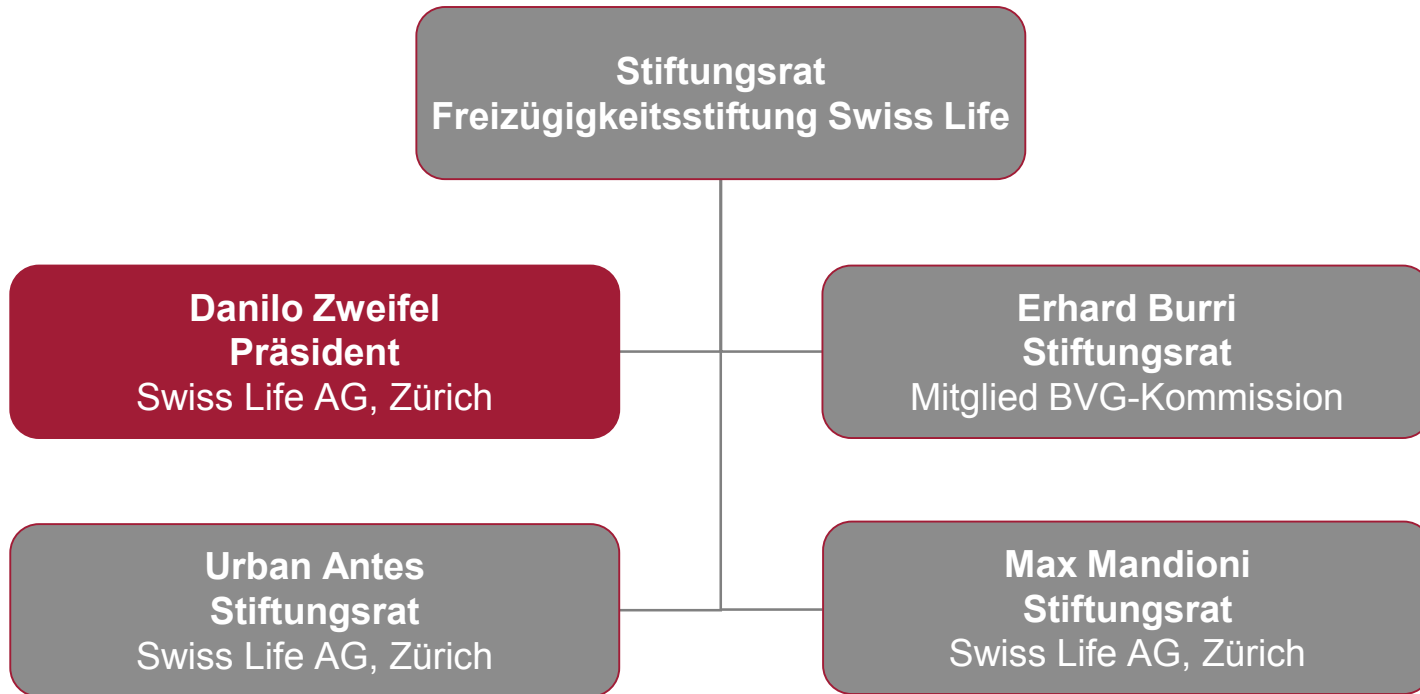 Stiftungsrat
Freizügigkeitsstiftung Swiss Life
Danilo Zweifel
Präsident
Swiss Life AG, Zürich
Erhard Burri
Stiftungsrat
Mitglied BVG-Kommission
Urban Antes
Stiftungsrat
Swiss Life AG, Zürich
Max Mandioni
Stiftungsrat
Swiss Life AG, Zürich